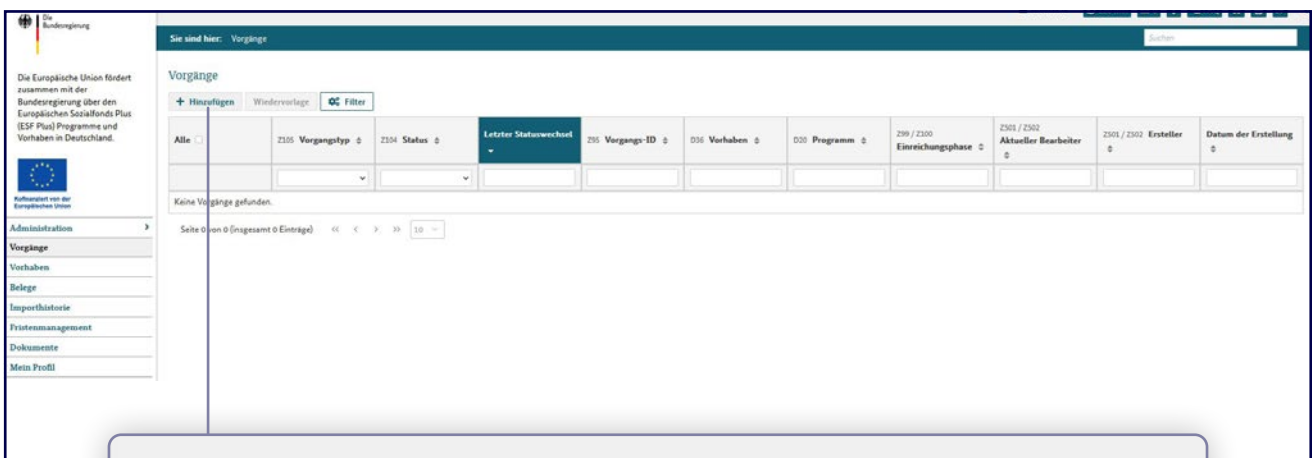 Die
Bundesregierung
Sie sind hier: Vorgänge
Suchen
Die Europäische Union fördert
zusammen mit der
Bundesregierung über den
Europäischen Sozialfonds Plus
(ESF Plus) Programme und
Vorhaben in Deutschland.
Kofinanziert von der
Europäischen Union
Administration
Vorgänge
Vorhaben
Belege
Importhistorie
Fristenmanagement
Dokumente
Mein Profil
Vorgänge
+ Hinzufügen Wiedervorlage Filter
Alle Z105 Vorgangstyp Z104 Status Letzter Statuswechsel Z95 Vorgangs-ID D36 Vorhaben D20 Programm Z99 / Z100 Einreichungsphase Z501 / Z502 Aktueller Bearbeiter Z501 / Z502 Ersteller Datum der Erstellung
Keine Vorgänge gefunden.
Seite 0 von 0 (insgesamt 0 Einträge) << < > >> 10